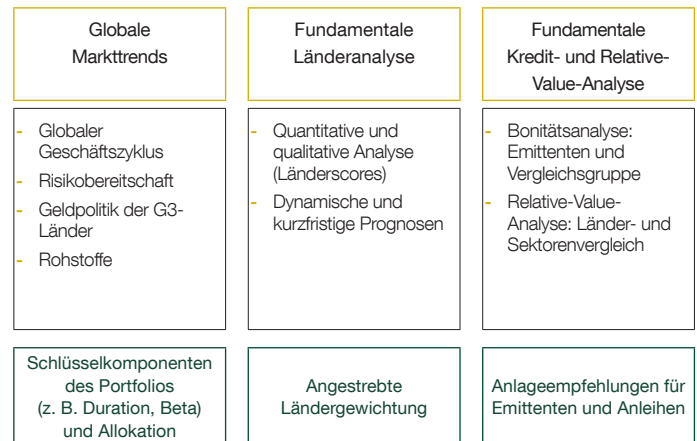 Globale
Markttrends
- Globaler
Geschäftszyklus
- Risikobereitschaft
- Geldpolitik der G3-
Länder
- Rohstoffe
Schlüsselkomponenten
des Portfolios
(z. B. Duration, Beta)
und Allokation
Fundamentale
Länderanalyse
- Quantitative und
qualitative Analyse
(Länderscores)
- Dynamische und
kurzfristige Prognosen
Angestrebte
Ländergewichtung
Fundamentale
Kredit- und Relative-
Value-Analyse
- Bonitätsanalyse:
Emittenten und
Vergleichsgruppe
- Relative-Value-
Analyse: Länder- und
Sektorenvergleich
Anlageempfehlungen für
Emittenten und Anleihen